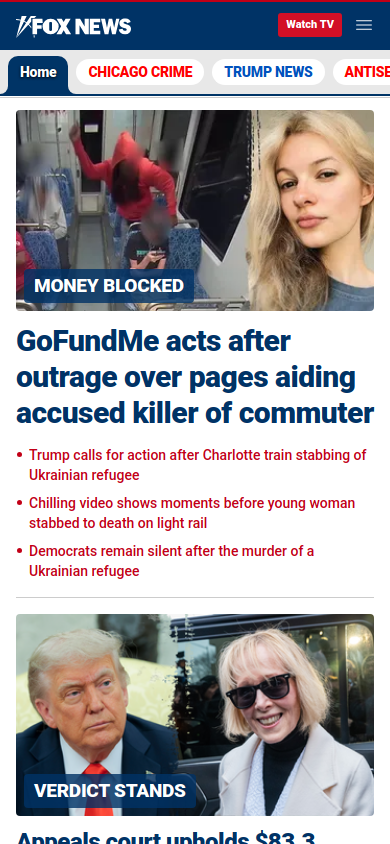 FOX NEWS
Watch TV
Home
CHICAGO CRIME
TRUMP NEWS
ANTISE
MONEY BLOCKED
GoFundMe acts after
outrage over pages aiding
accused killer of commuter
Trump calls for action after Charlotte train stabbing of
Ukrainian refugee
Chilling video shows moments before young woman
stabbed to death on light rail
Democrats remain silent after the murder of a
Ukrainian refugee
VERDICT STANDS
Appeals court upholds $83.3